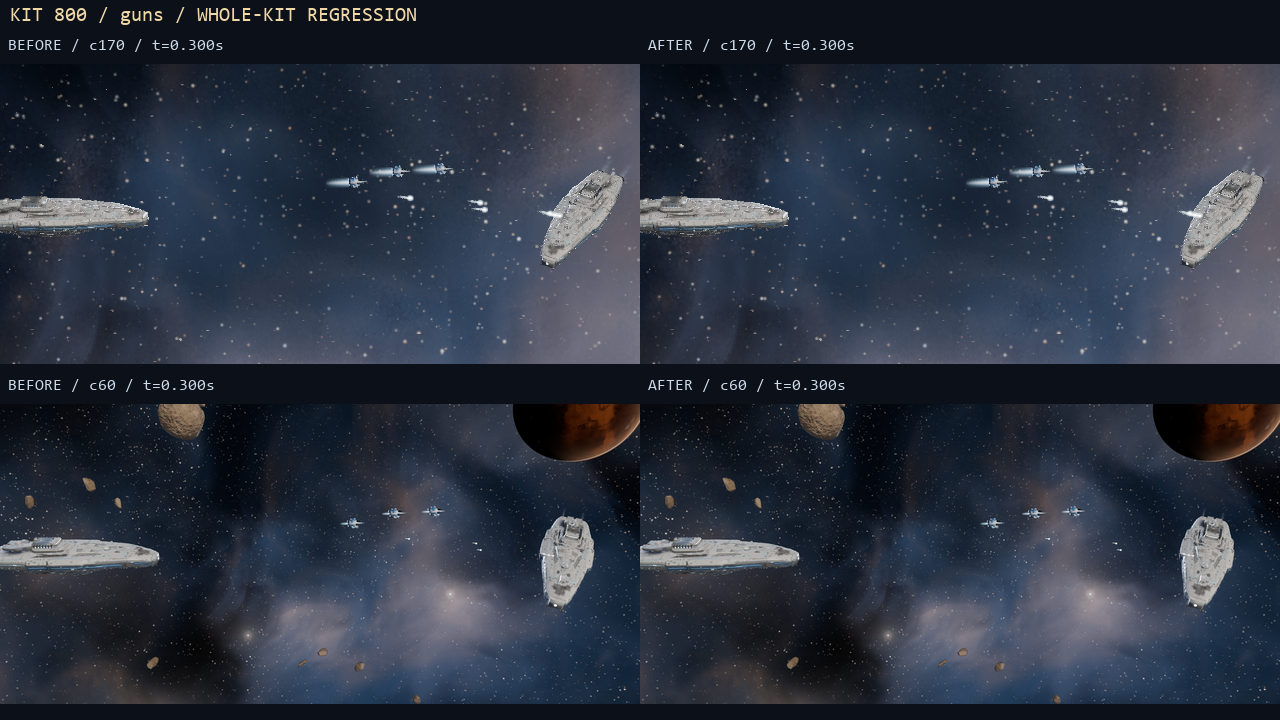 KIT 800 / guns / WHOLE-KIT REGRESSION
BEFORE / c170 / t=0.300s
AFTER / c170 / t=0.300s
BEFORE / c60 / t=0.300s
AFTER / c60 / t=0.300s